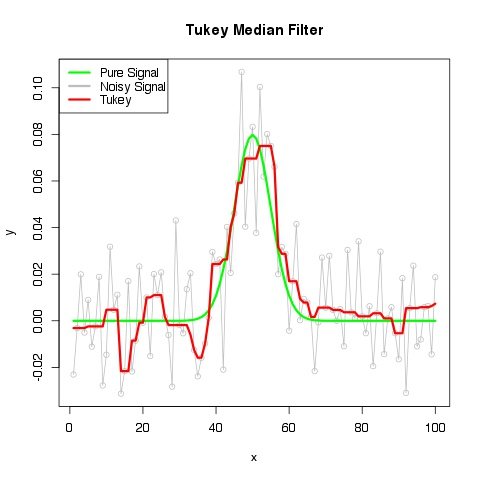 Tukey Median Filter
Pure Signal
Noisy Signal
Tukey
0.10
0.08
0.06
0.04
0.02
0.00
-0.02
y
0 20 40 60 80 100
x